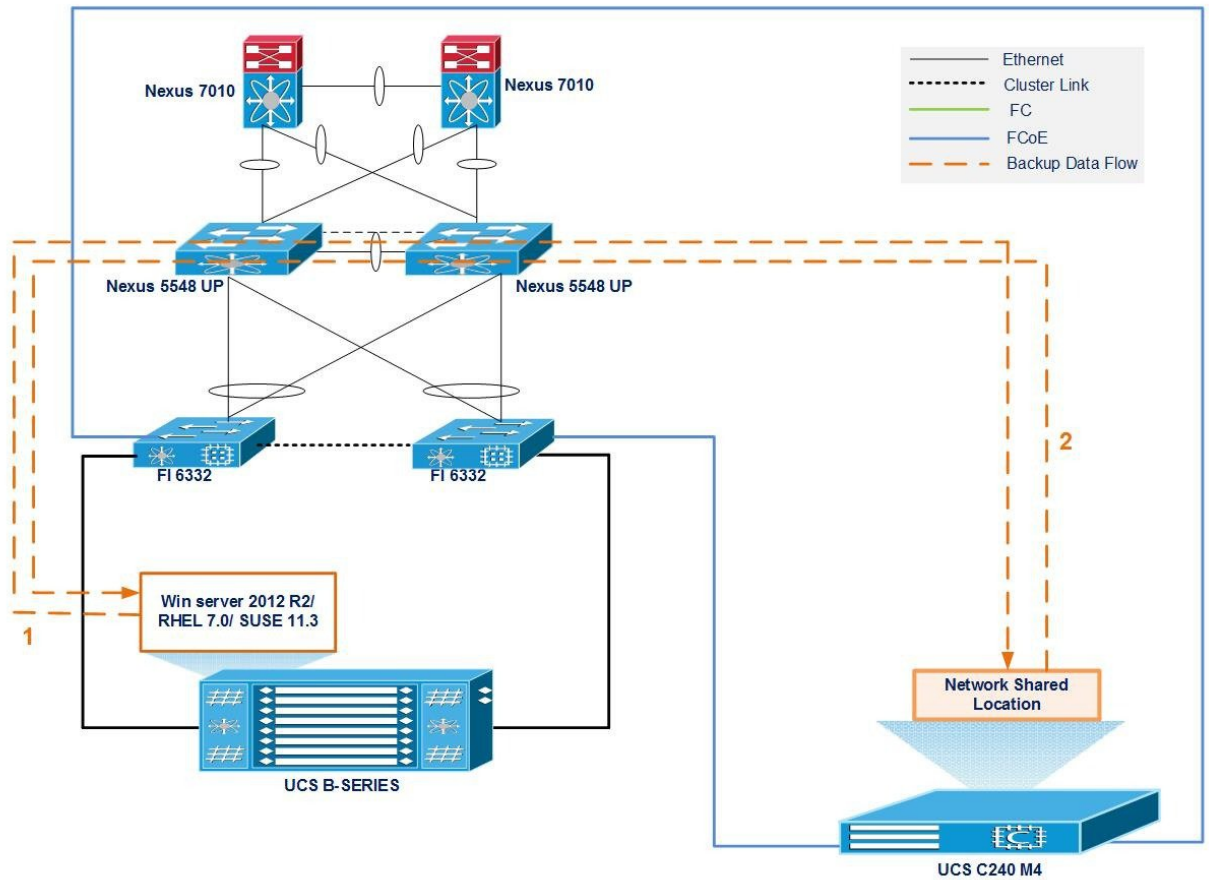 Nexus 7010
Nexus 7010
Ethernet
Cluster Link
FC
FCoE
Backup Data Flow
Nexus 5548 UP
Nexus 5548 UP
FI 6332
FI 6332
1
2
Win server 2012 R2/
RHEL 7.0/ SUSE 11.3
Network Shared
Location
UCS B-SERIES
UCS C240 M4